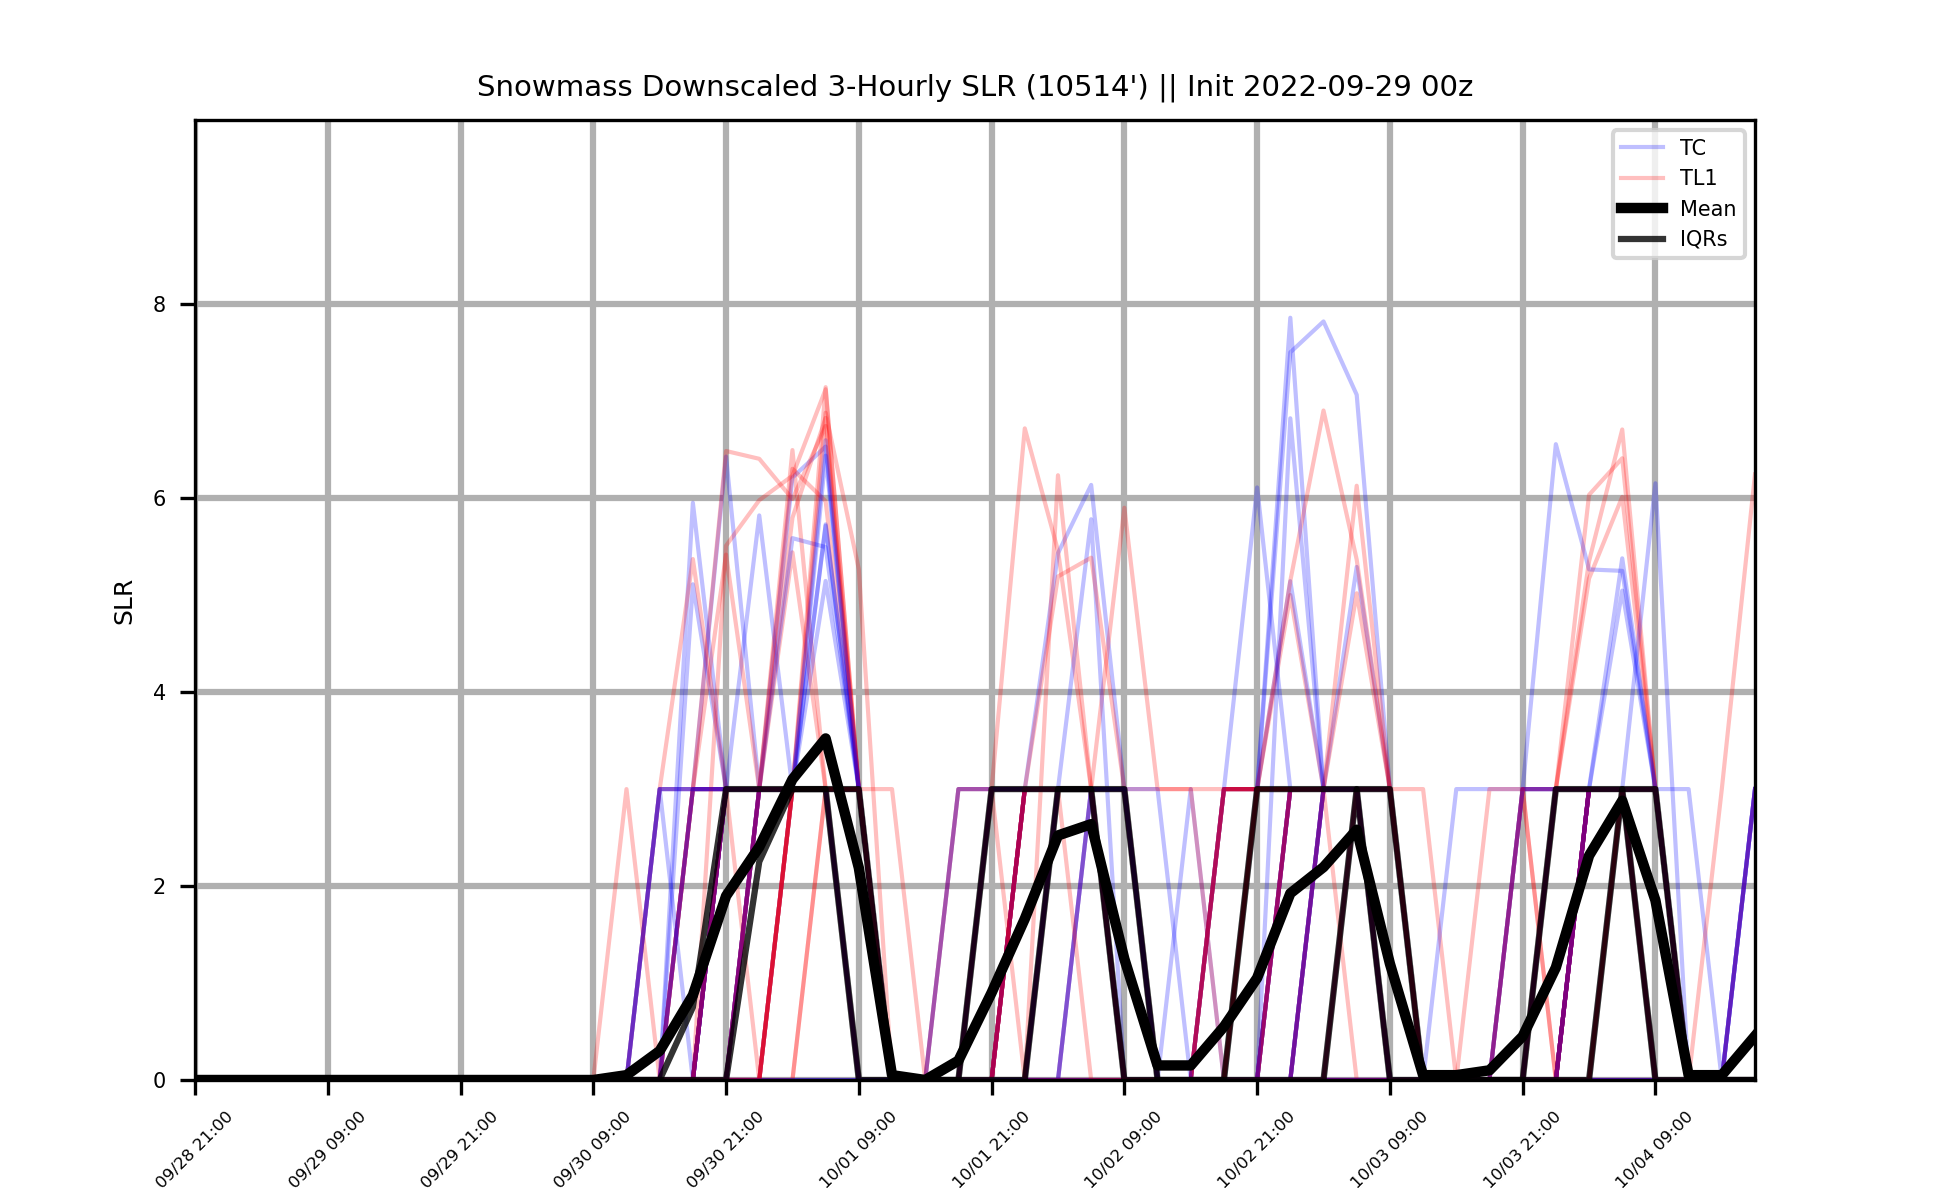 Snowmass Downscaled 3-Hourly SLR (10514') || Init 2022-09-29 00z
TC
TL1
Mean
IQRs
8
6
4
2
0
SLR
09/28 21:00
09/29 09:00
09/29 21:00
09/30 09:00
09/30 21:00
10/01 09:00
10/01 21:00
10/02 09:00
10/02 21:00
10/03 09:00
10/03 21:00
10/04 09:00